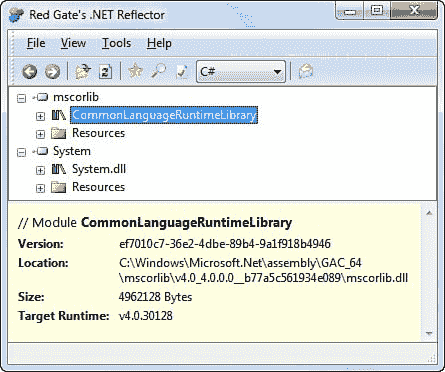 Red Gate's .NET Reflector
File View Tools Help
C#
mscorlib
CommonLanguageRuntimeLibrary
Resources
System
System.dll
Resources
// Module CommonLanguageRuntimeLibrary
Version: ef7010c7-36e2-4dbe-89b4-9a1f918b4946
Location: C:\Windows\Microsoft.Net\assembly\GAC_64
\mscorlib\v4.0_4.0.0.0__b77a5c561934e089\mscorlib.dll
Size: 4962128 Bytes
Target Runtime: v4.0.30128